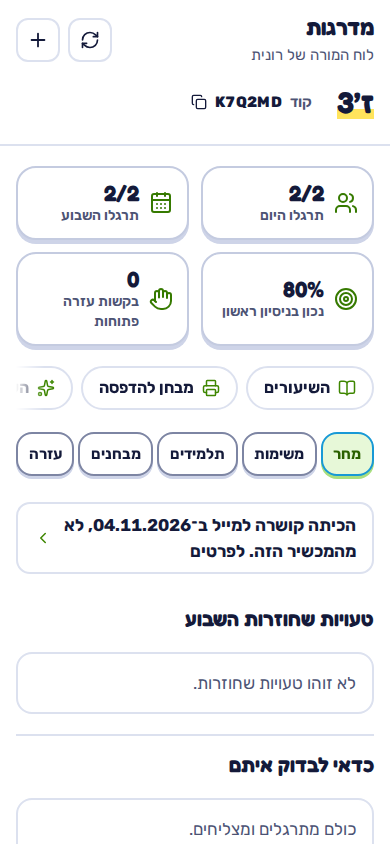 מדרגות
לוח המורה של רונית
ז׳3
קוד K7Q2MD
2/2
תרגלו היום
2/2
תרגלו השבוע
80%
נכון בניסיון ראשון
0
בקשות עזרה
פתוחות
השיעורים
מבחן להדפסה
מחר
משימות
תלמידים
מבחנים
עזרה
הכיתה קושרה למייל ב־04.11.2026, לא
מהמכשיר הזה. לפרטים
טעויות שחוזרות השבוע
לא זוהו טעויות שחוזרות.
כדאי לבדוק איתם
כולם מתרגלים ומצליחים.